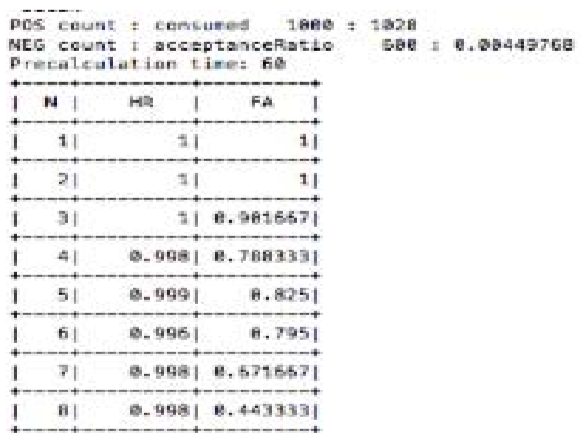 POS count : consumed 1000 : 1028
NEG count : acceptanceRatio 600 : 0.00449768
Precalculation time: 60
| N | HR | FA |
| 1| 1| 1|
| 2| 1| 1|
| 3| 1| 0.981667|
| 4| 0.998| 0.788333|
| 5| 0.999| 0.825|
| 6| 0.996| 0.795|
| 7| 0.998| 0.671667|
| 8| 0.998| 0.443333|